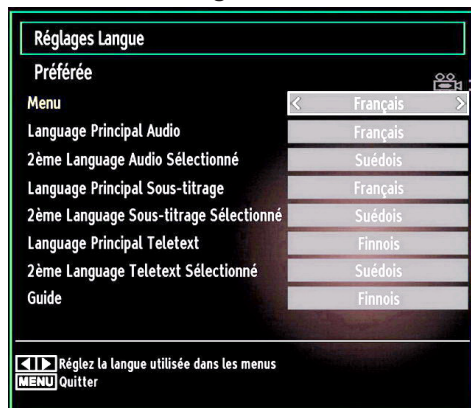 Réglages Langue
Préférée
Menu < Français >
Language Principal Audio Français
2ème Language Audio Sélectionné Suédois
Language Principal Sous-titrage Français
2ème Language Sous-titrage Sélectionné Suédois
Language Principal Teletext Finnois
2ème Language Teletext Sélectionné Suédois
Guide Finnois
Réglez la langue utilisée dans les menus
MENU Quitter